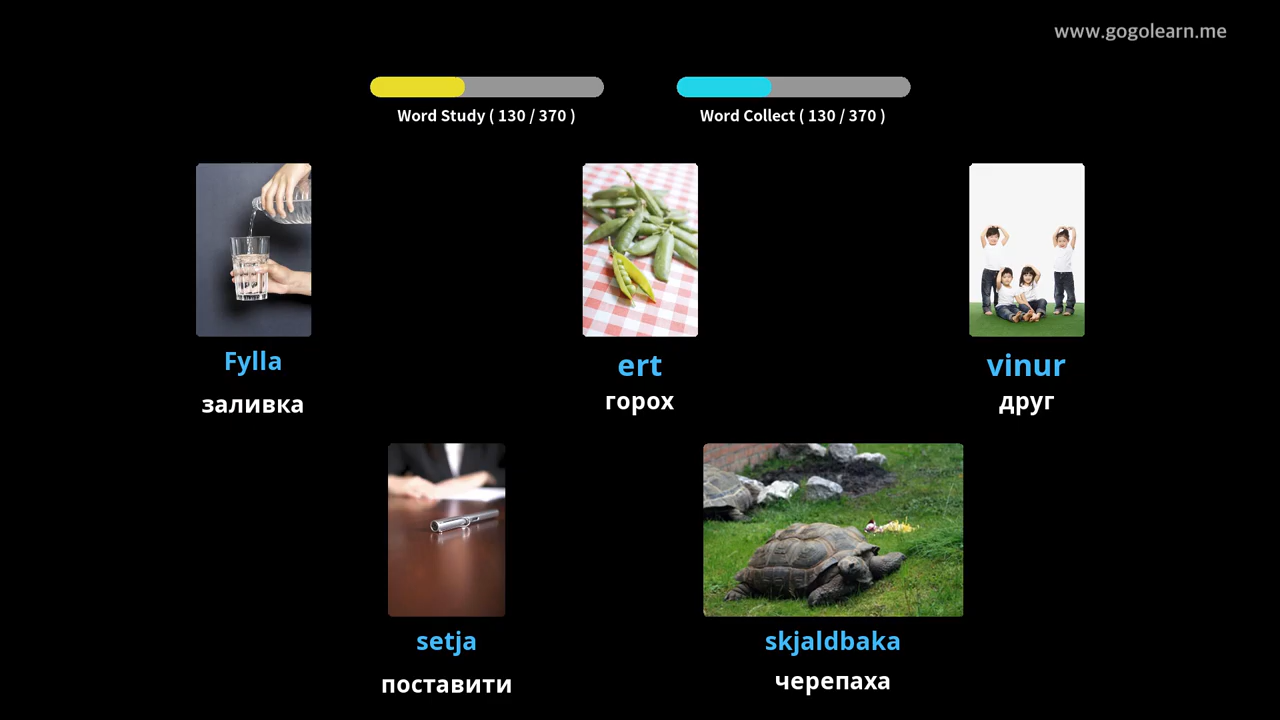 www.gogolearn.me
Word Study ( 130 / 370 )
Word Collect ( 130 / 370 )
Fylla
заливка
ert
горох
vinur
друг
setja
поставити
skjaldbaka
черепаха